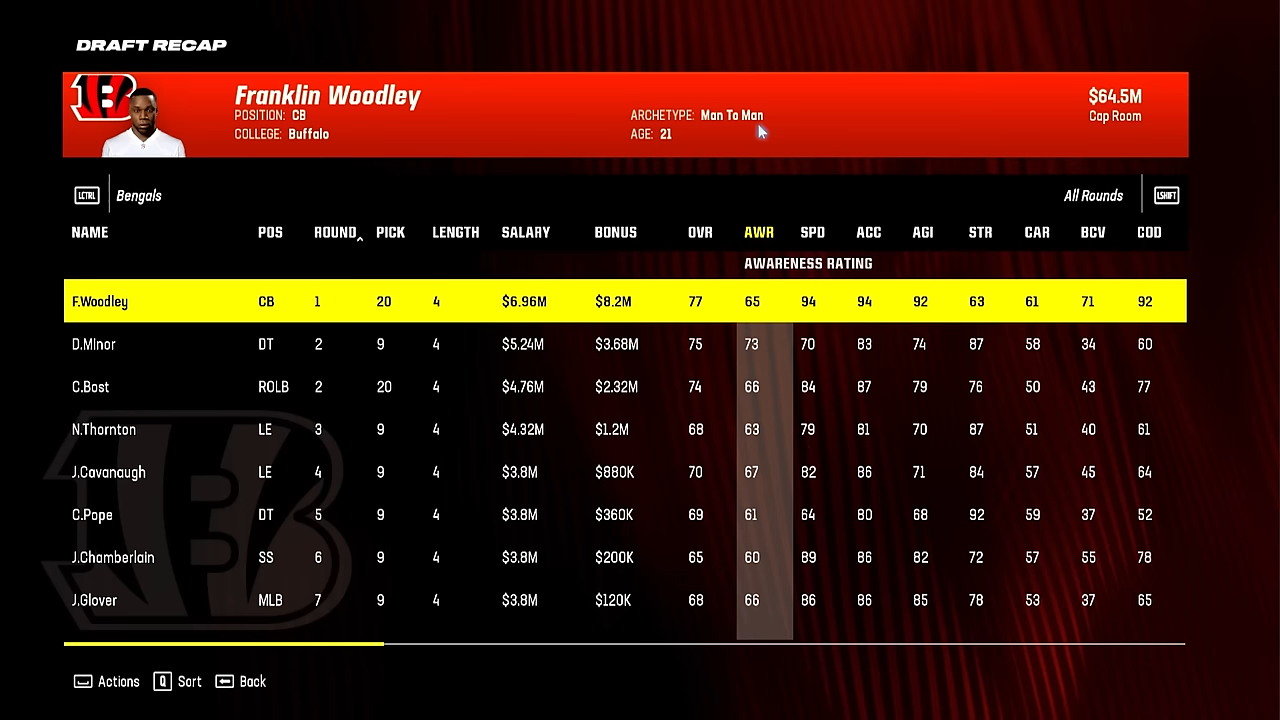 DRAFT RECAP
Franklin Woodley
POSITION: CB
COLLEGE: Buffalo
ARCHETYPE: Man To Man
AGE: 21
$64.5M
Cap Room
LCTRL Bengals All Rounds LSHIFT
NAME POS ROUND PICK LENGTH SALARY BONUS OVR AWR SPD ACC AGI STR CAR BCV COD
AWARENESS RATING
F.Woodley CB 1 20 4 $6.96M $8.2M 77 65 94 94 92 63 61 71 92
D.Minor DT 2 9 4 $5.24M $3.68M 75 73 70 83 74 87 58 34 60
C.Bost ROLB 2 20 4 $4.76M $2.32M 74 66 84 87 79 76 50 43 77
N.Thornton LE 3 9 4 $4.32M $1.2M 68 63 79 81 70 87 51 40 61
J.Cavanaugh LE 4 9 4 $3.8M $880K 70 67 82 86 71 84 57 45 64
C.Pope DT 5 9 4 $3.8M $360K 69 61 64 80 68 92 59 37 52
J.Chamberlain SS 6 9 4 $3.8M $200K 65 60 89 86 82 72 57 55 78
J.Glover MLB 7 9 4 $3.8M $120K 68 66 86 86 85 78 53 37 65
Actions Q Sort Back